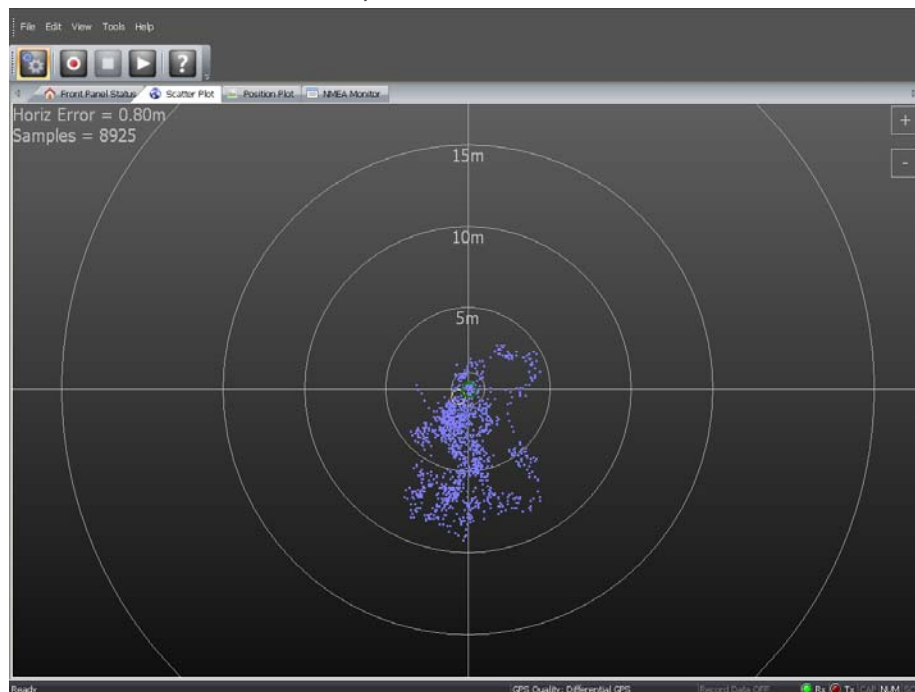 File Edit View Tools Help
?
Front Panel Status Scatter Plot Position Plot NMEA Monitor
Horiz Error = 0.80m
Samples = 8925
+
-
15m
10m
5m
Ready GPS Quality: Differential GPS Record Data OFF Rx Tx CAP NUM